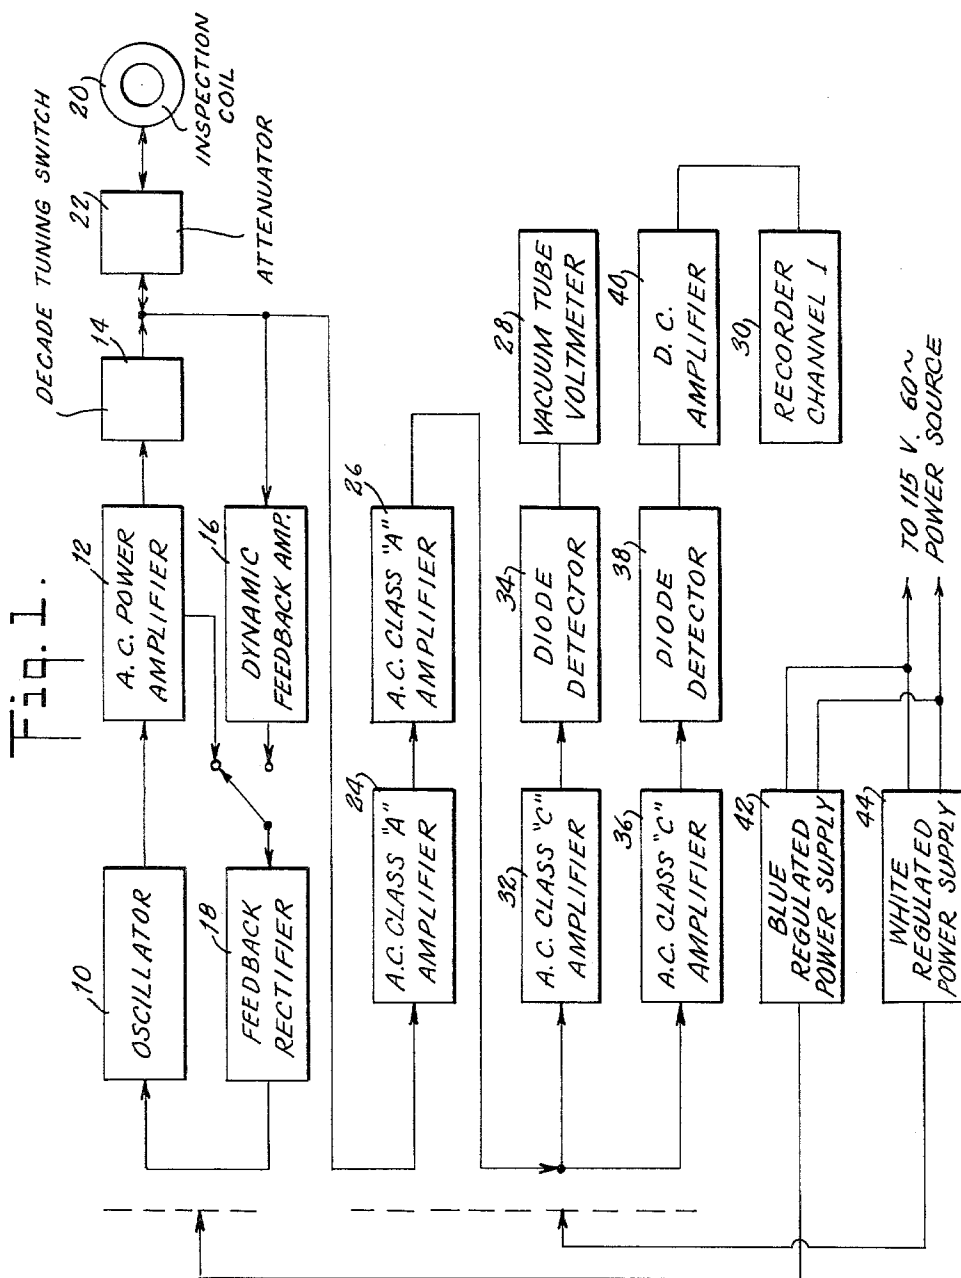 Fig. 1.
DECADE TUNING SWITCH
10
OSCILLATOR
12
A.C. POWER
AMPLIFIER
14
22
20
INSPECTION
COIL
ATTENUATOR
18
FEEDBACK
RECTIFIER
16
DYNAMIC
FEEDBACK AMP.
24
A.C. CLASS "A"
AMPLIFIER
26
A.C. CLASS "A"
AMPLIFIER
32
A.C. CLASS "C"
AMPLIFIER
34
DIODE
DETECTOR
28
VACUUM TUBE
VOLTMETER
36
A.C. CLASS "C"
AMPLIFIER
38
DIODE
DETECTOR
40
D.C.
AMPLIFIER
30
RECORDER
CHANNEL 1
42
BLUE
REGULATED
POWER SUPPLY
44
WHITE
REGULATED
POWER SUPPLY
TO 115 V. 60~
POWER SOURCE